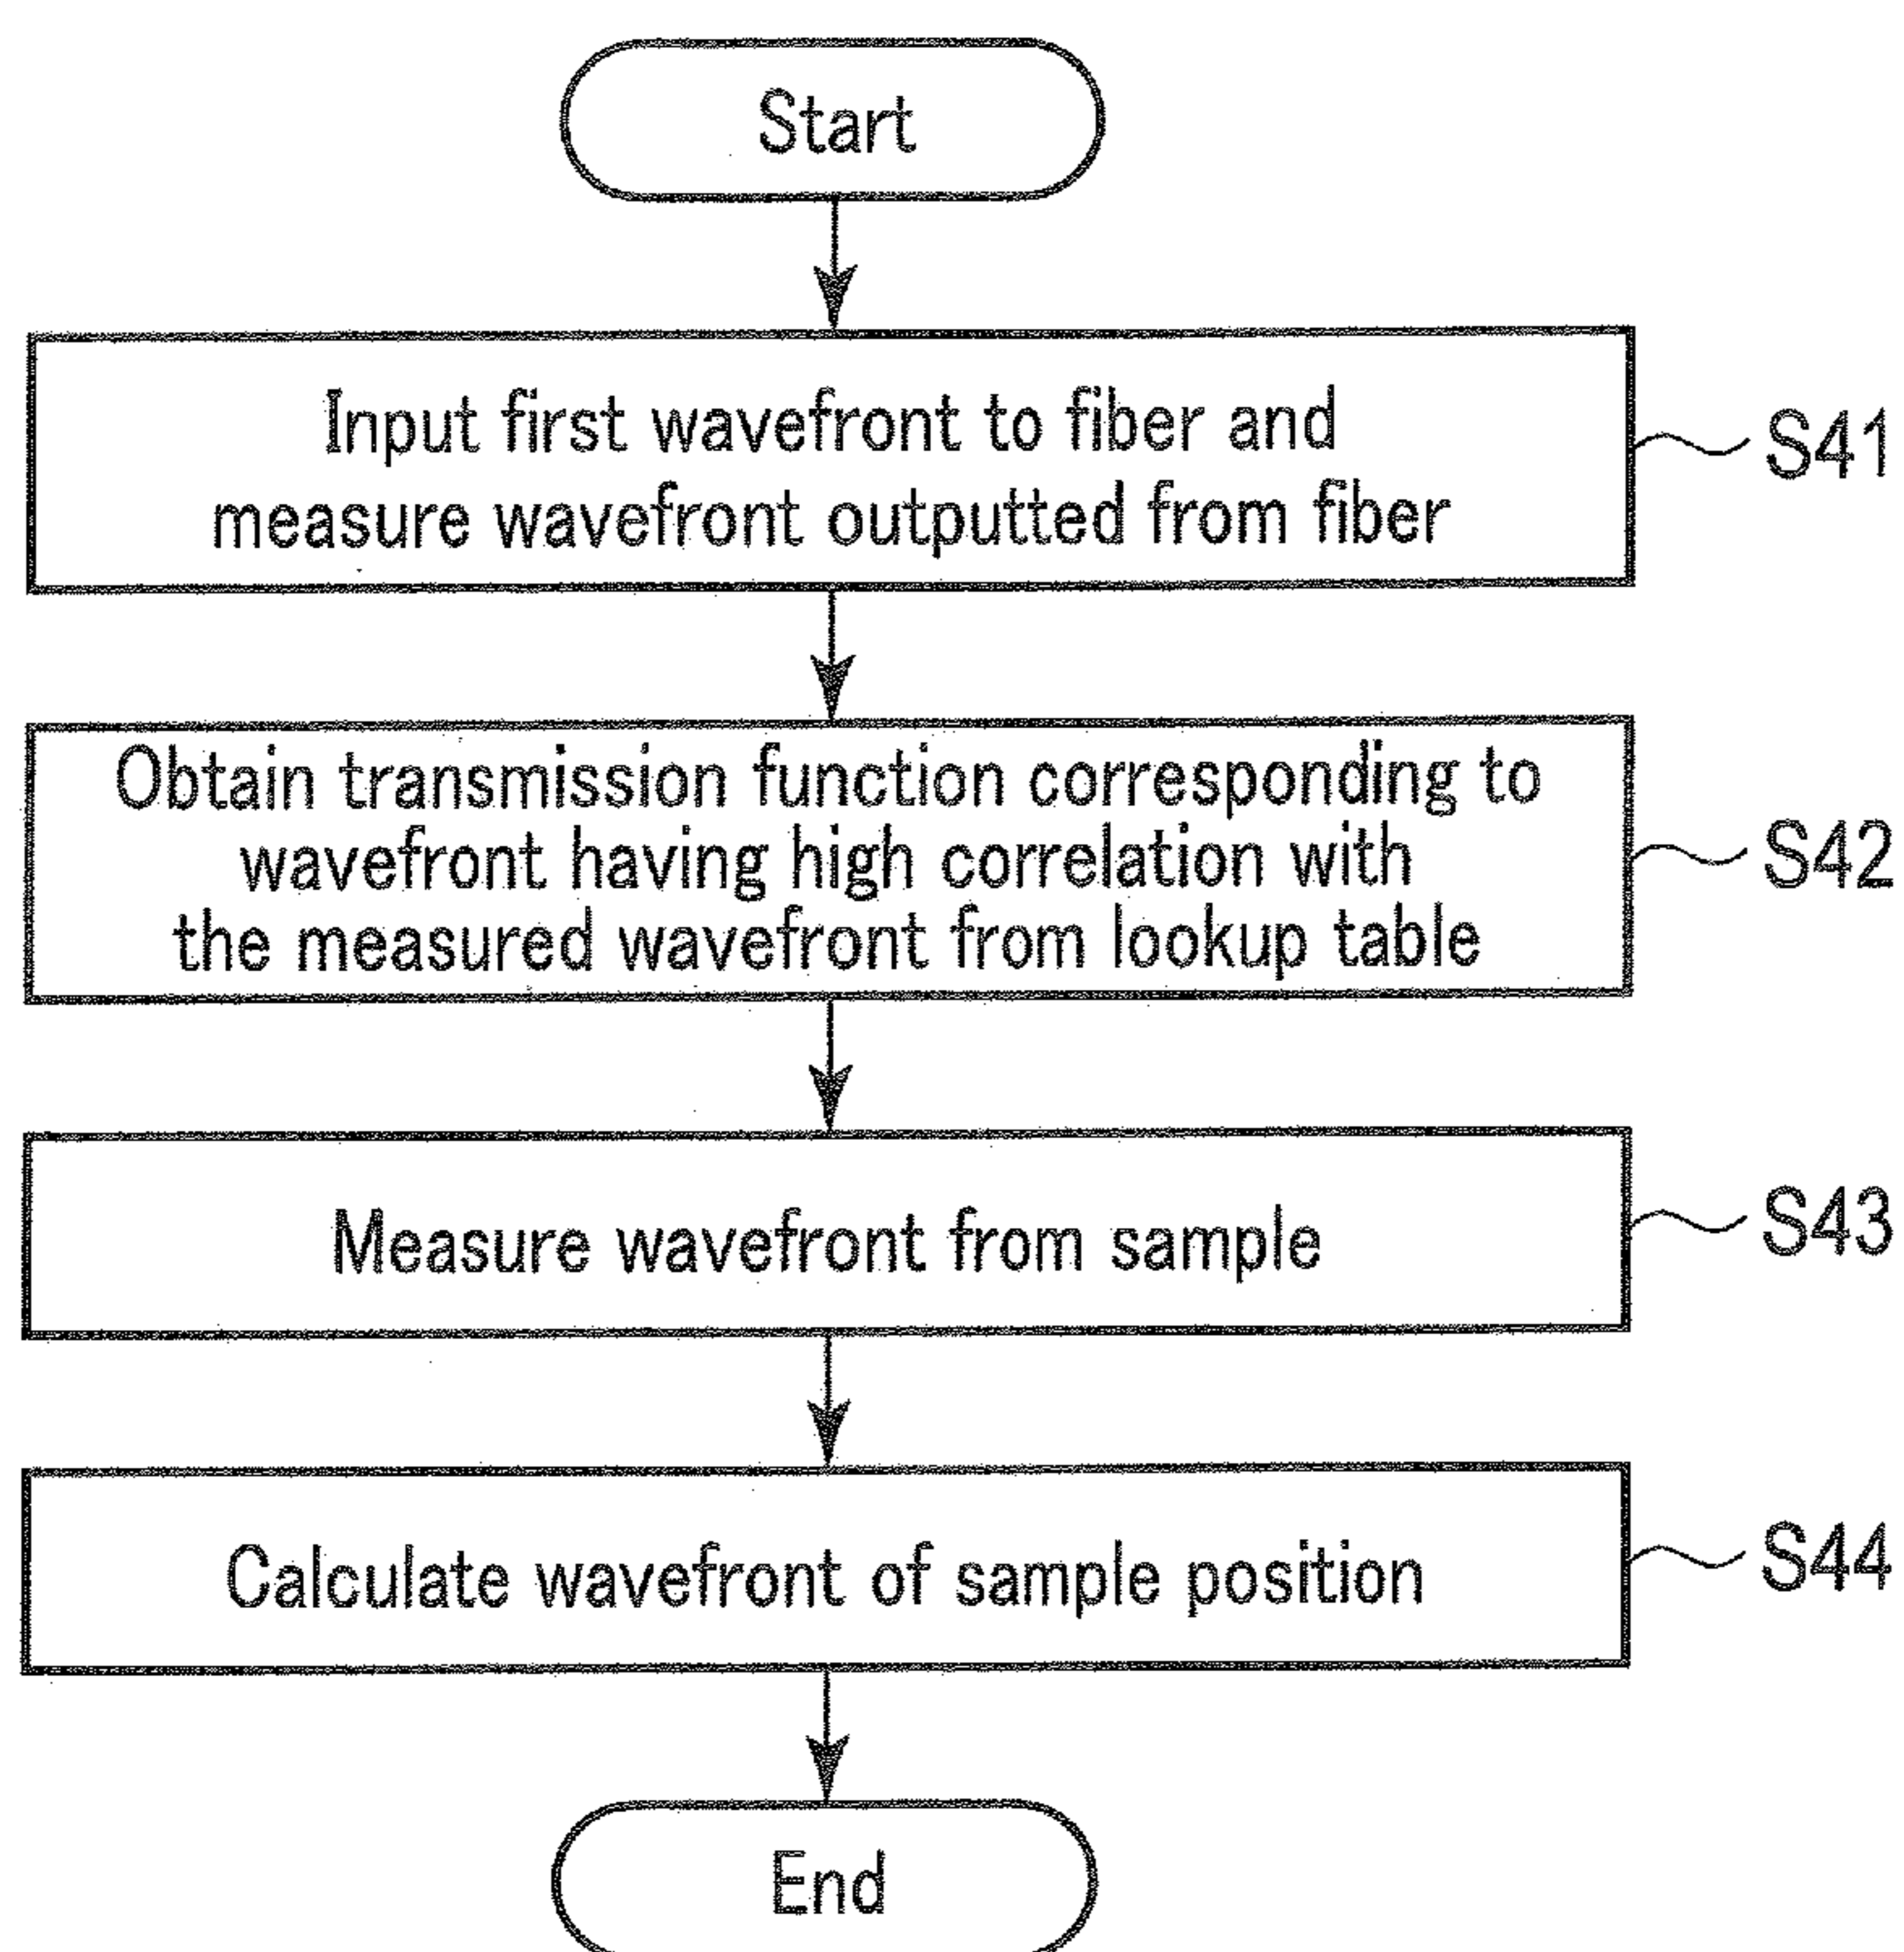 Start
Input first wavefront to fiber and
measure wavefront outputted from fiber
S41
Obtain transmission function corresponding to
wavefront having high correlation with
the measured wavefront from lookup table
S42
Measure wavefront from sample
S43
Calculate wavefront of sample position
S44
End